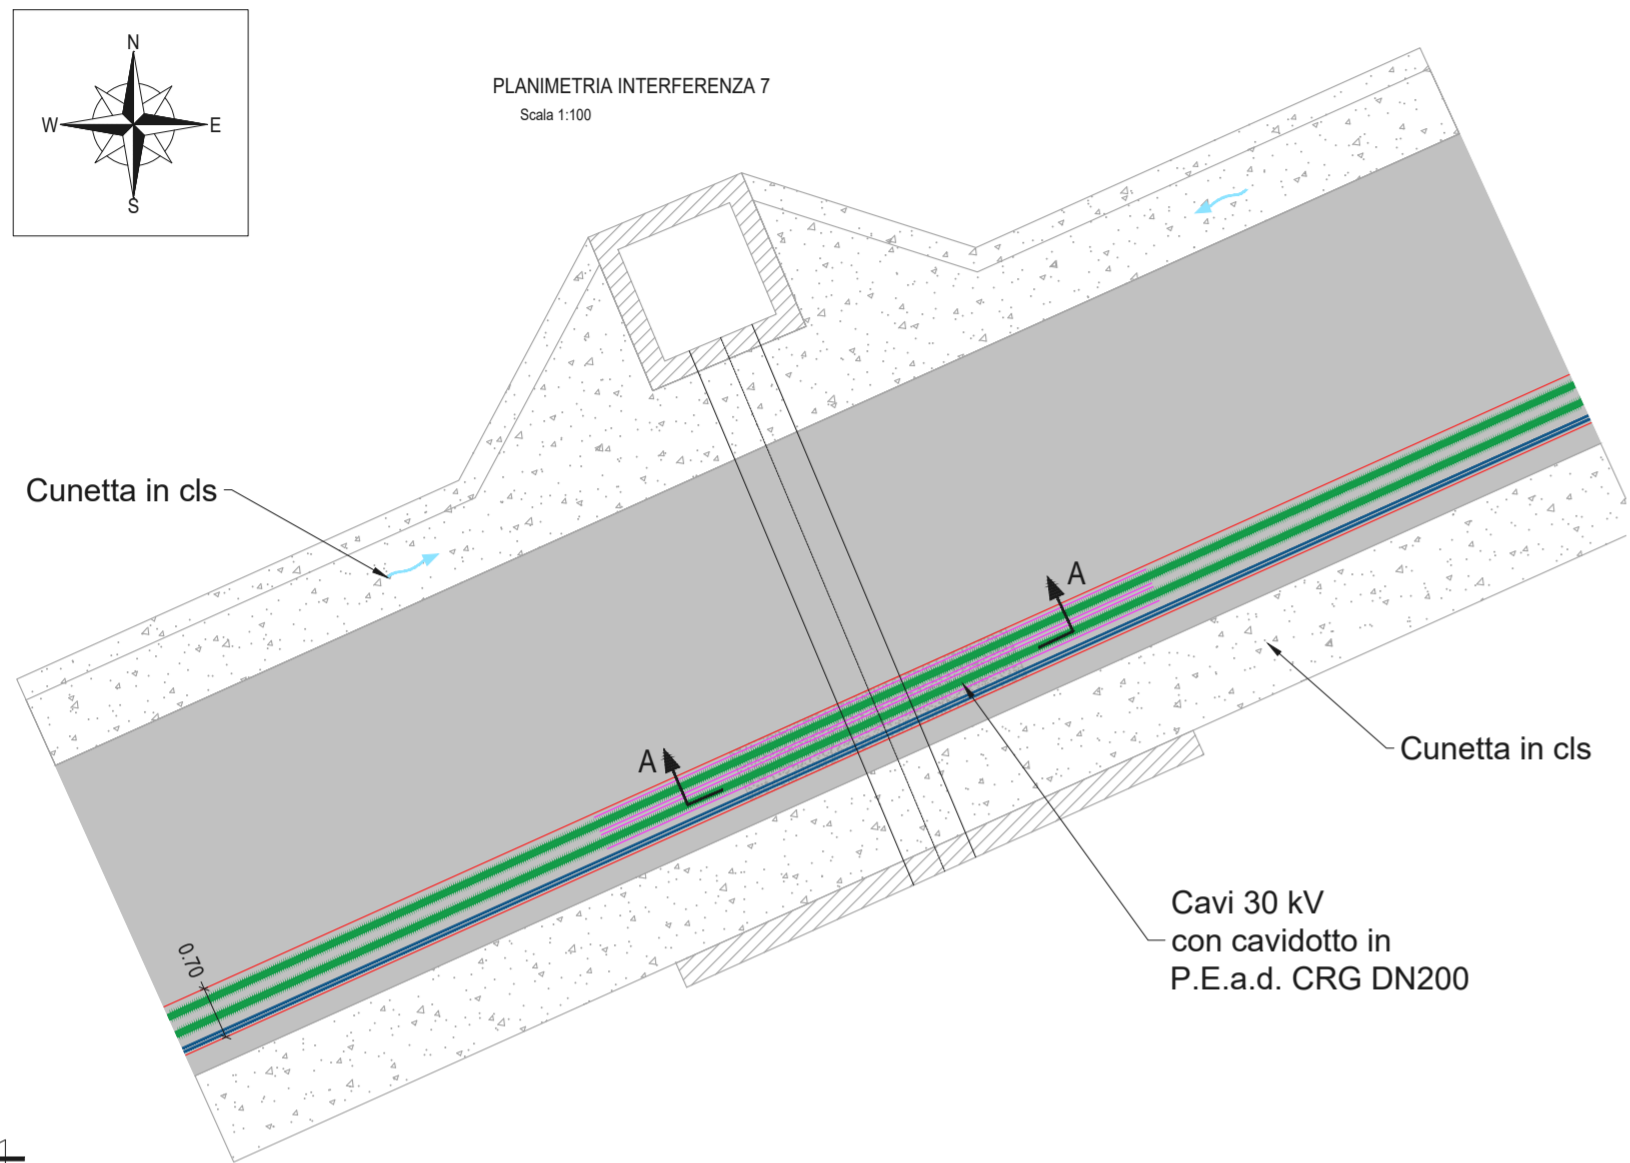 N
W E
S
PLANIMETRIA INTERFERENZA 7
Scala 1:100
Cunetta in cls
A
A
Cunetta in cls
Cavi 30 kV
con cavidotto in
P.E.a.d. CRG DN200
0.70